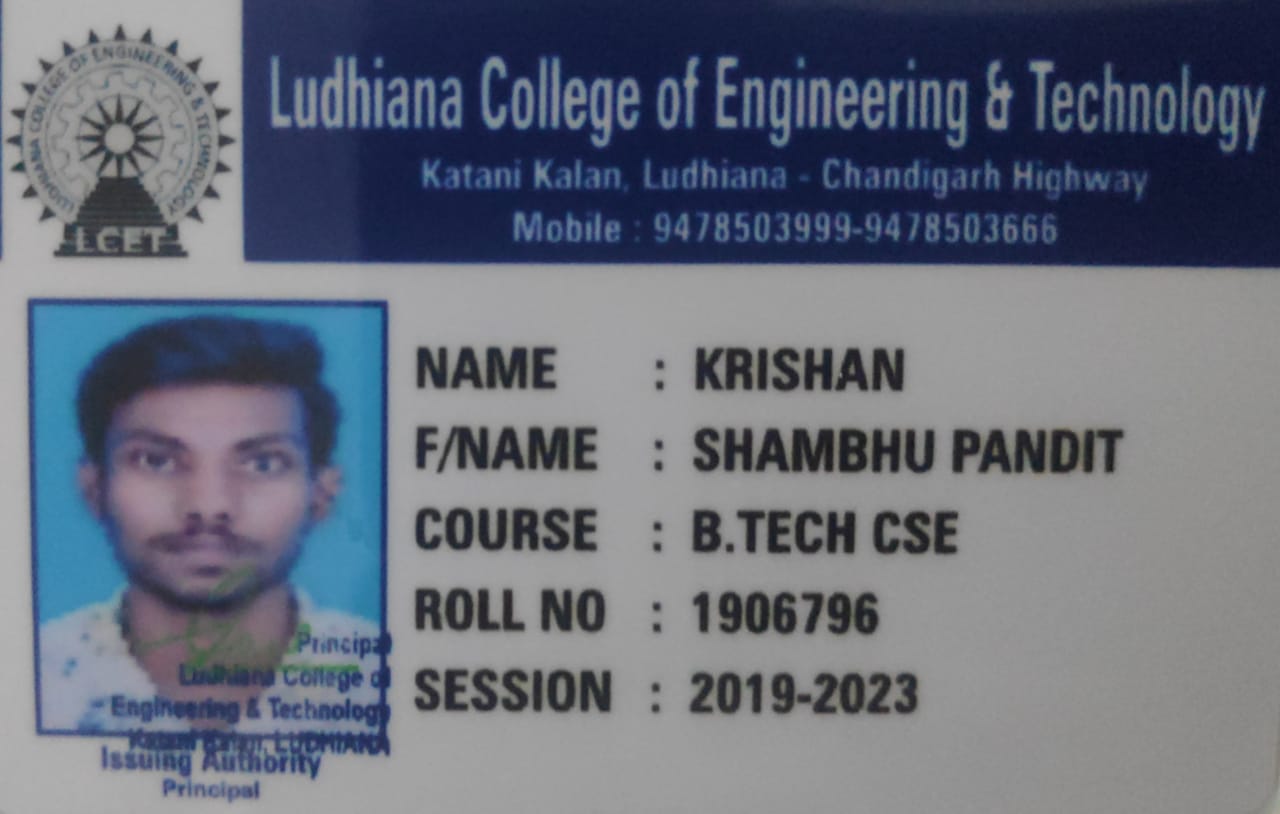 LUDHIANA COLLEGE OF ENGINEERING & TECHNOLOGY
LCET
Ludhiana College of Engineering & Technology
Katani Kalan, Ludhiana - Chandigarh Highway
Mobile : 9478503999-9478503666
NAME : KRISHAN
F/NAME : SHAMBHU PANDIT
COURSE : B.TECH CSE
ROLL NO : 1906796
SESSION : 2019-2023
Principal
Ludhiana College of
Engineering & Technology
Katani Kalan, LUDHIANA
Issuing Authority
Principal